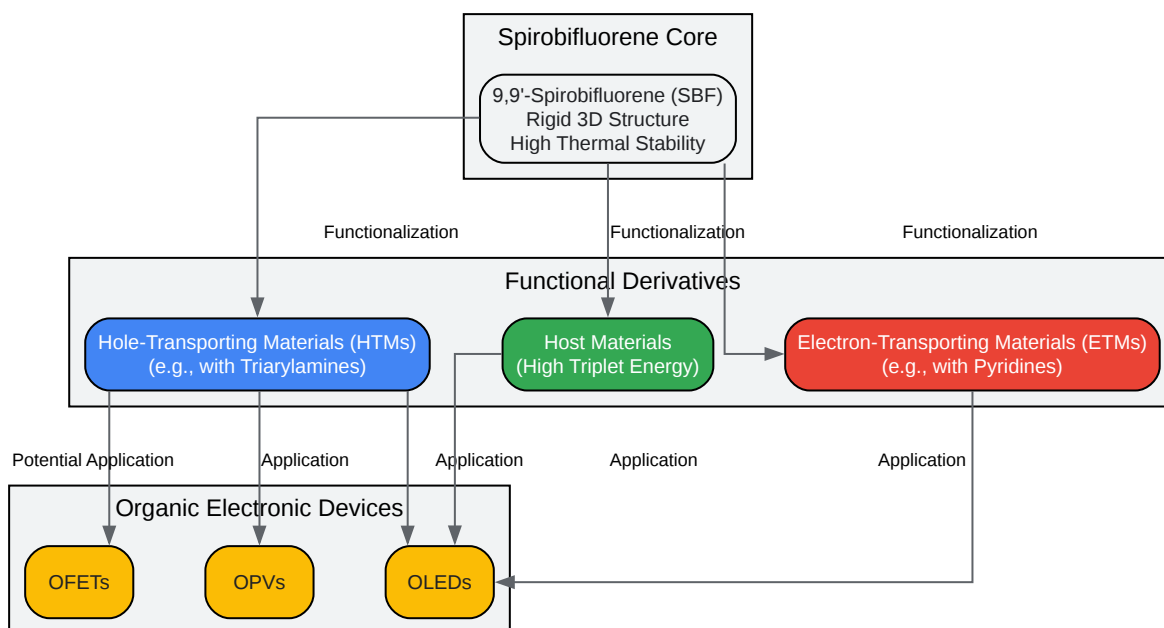 Spirobifluorene Core
9,9'-Spirobifluorene (SBF)
Rigid 3D Structure
High Thermal Stability
Functionalization
Functionalization
Functionalization
Functional Derivatives
Hole-Transporting Materials (HTMs)
(e.g., with Triarylamines)
Host Materials
(High Triplet Energy)
Electron-Transporting Materials (ETMs)
(e.g., with Pyridines)
Potential Application
Application
Application
Application
Application
Organic Electronic Devices
OFETs
OPVs
OLEDs